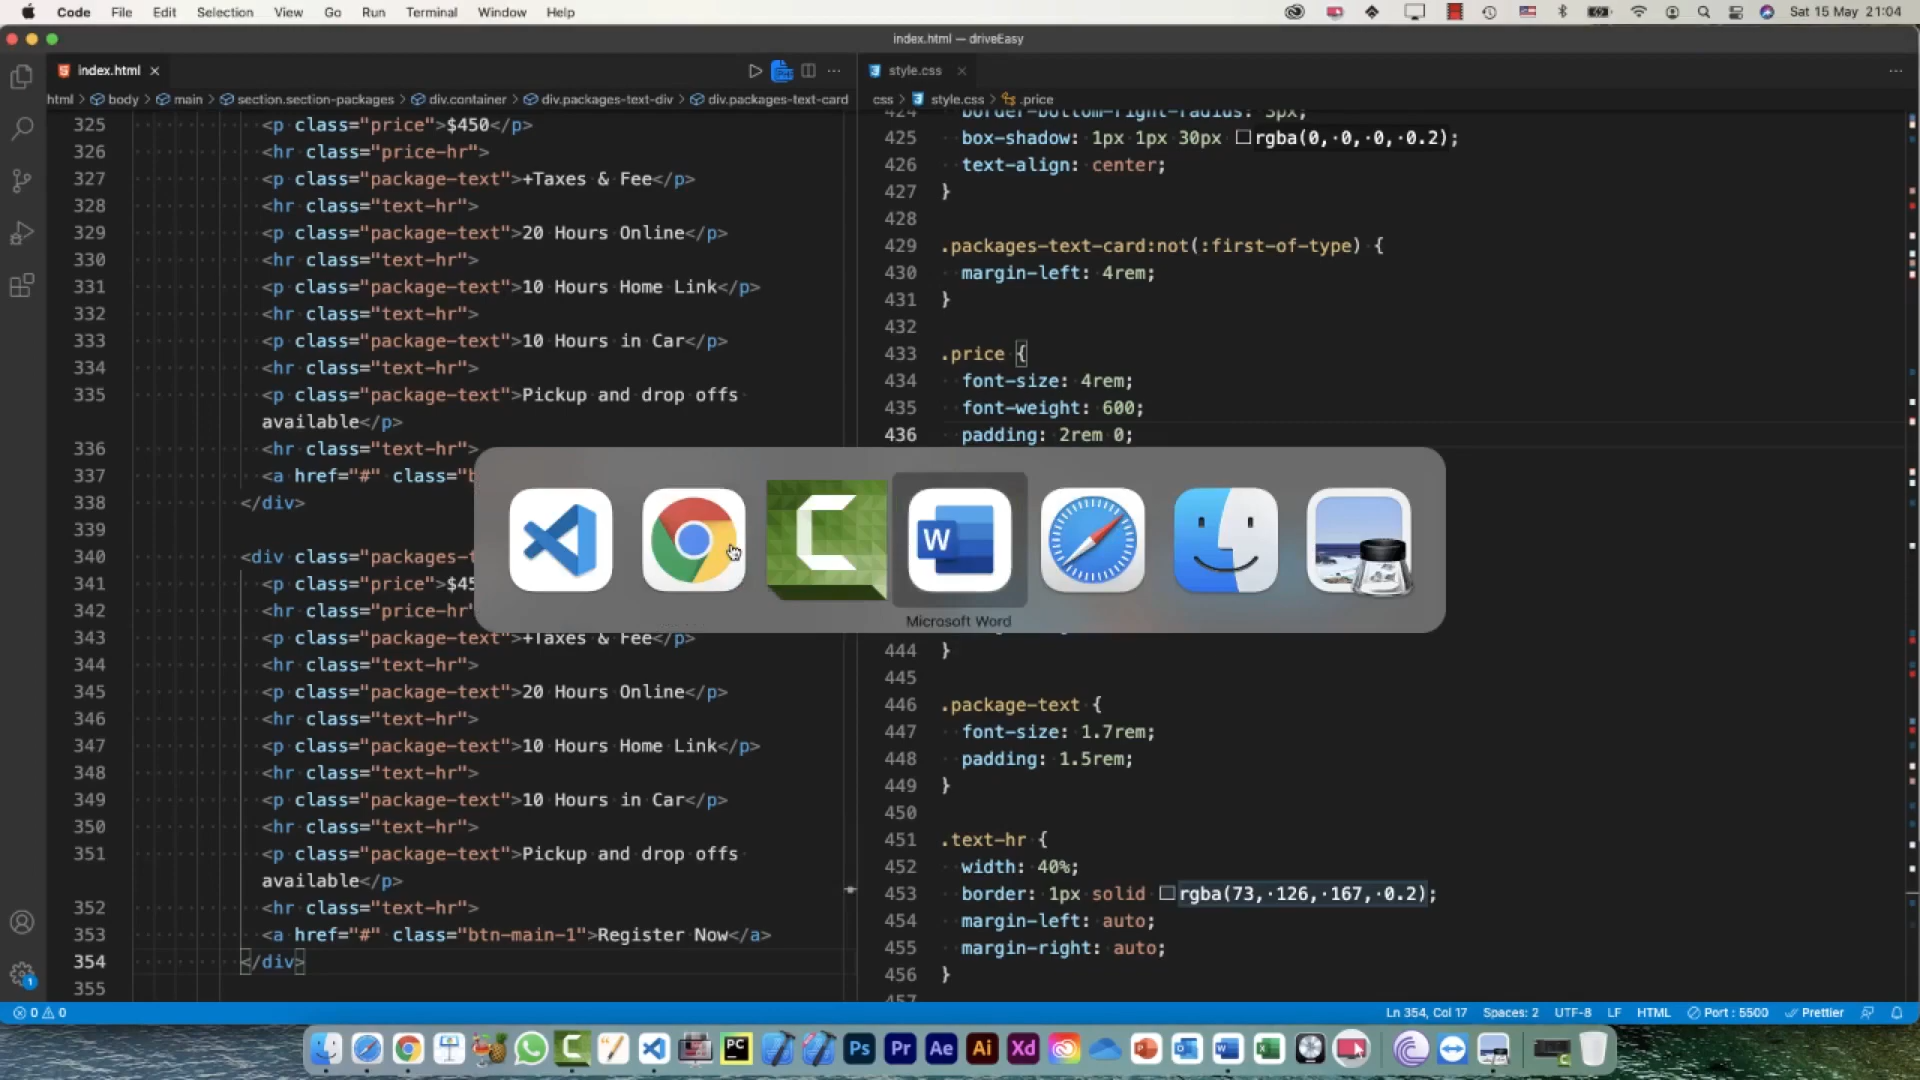 Code File Edit Selection View Go Run Terminal Window Help
Sat 15 May 21:04
index.html — driveEasy
index.html
html > body > main > section.section-packages > div.container > div.packages-text-div > div.packages-text-card
325 <p class="price">$450</p>
326 <hr class="price-hr">
327 <p class="package-text">+Taxes & Fee</p>
328 <hr class="text-hr">
329 <p class="package-text">20 Hours Online</p>
330 <hr class="text-hr">
331 <p class="package-text">10 Hours Home Link</p>
332 <hr class="text-hr">
333 <p class="package-text">10 Hours in Car</p>
334 <hr class="text-hr">
335 <p class="package-text">Pickup and drop offs
available</p>
336 <hr class="text-hr">
337 <a href="#" class="b
338 </div>
339
340 <div class="packages-t
341 <p class="price">$45
342 <hr class="price-hr"
343 <p class="package-text">+Taxes & Fee</p>
344 <hr class="text-hr">
345 <p class="package-text">20 Hours Online</p>
346 <hr class="text-hr">
347 <p class="package-text">10 Hours Home Link</p>
348 <hr class="text-hr">
349 <p class="package-text">10 Hours in Car</p>
350 <hr class="text-hr">
351 <p class="package-text">Pickup and drop offs
available</p>
352 <hr class="text-hr">
353 <a href="#" class="btn-main-1">Register Now</a>
354 </div>
355
style.css
css > style.css > .price
424 border-bottom-right-radius: 3px;
425 box-shadow: 1px 1px 30px rgba(0, 0, 0, 0.2);
426 text-align: center;
427 }
428
429 .packages-text-card:not(:first-of-type) {
430 margin-left: 4rem;
431 }
432
433 .price {
434 font-size: 4rem;
435 font-weight: 600;
436 padding: 2rem 0;
444 }
445
446 .package-text {
447 font-size: 1.7rem;
448 padding: 1.5rem;
449 }
450
451 .text-hr {
452 width: 40%;
453 border: 1px solid rgba(73, 126, 167, 0.2);
454 margin-left: auto;
455 margin-right: auto;
456 }
457
W
Microsoft Word
1
0 0
Ln 354, Col 17 Spaces: 2 UTF-8 LF HTML Port : 5500 Prettier
PC Ps Pr Ae Ai Xd